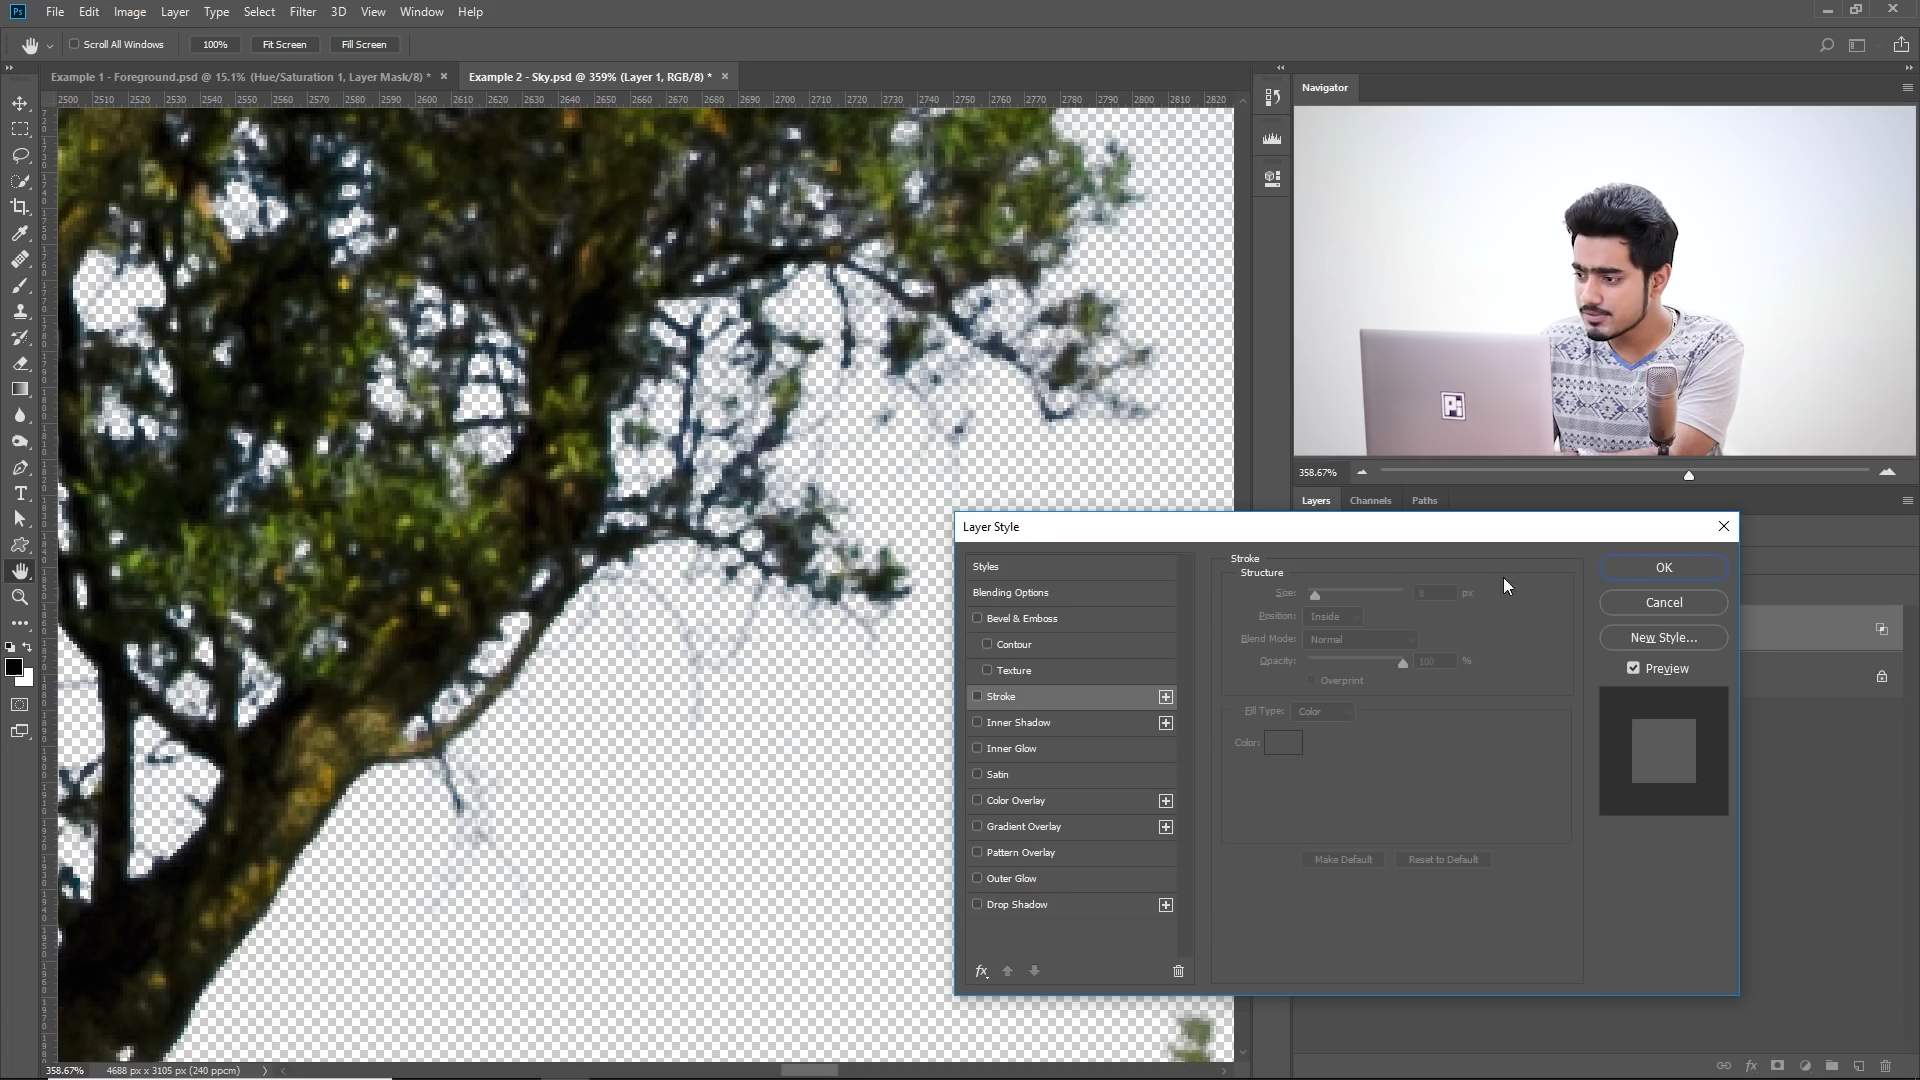 Ps File Edit Image Layer Type Select Filter 3D View Window Help
Scroll All Windows 100% Fit Screen Fill Screen
Example 1 - Foreground.psd @ 15.1% (Hue/Saturation 1, Layer Mask/8) * × Example 2 - Sky.psd @ 359% (Layer 1, RGB/8) * ×
2500 2510 2520 2530 2540 2550 2560 2570 2580 2590 2600 2610 2620 2630 2640 2650 2660 2670 2680 2690 2700 2710 2720 2730 2740 2750 2760 2770 2780 2790 2800 2810 2820
Navigator
358.67%
Layers Channels Paths
Layer Style
Styles
Blending Options
Bevel & Emboss
Contour
Texture
Stroke
Inner Shadow
Inner Glow
Satin
Color Overlay
Gradient Overlay
Pattern Overlay
Outer Glow
Drop Shadow
fx
Stroke
Structure
Size: px
Position: Inside
Blend Mode: Normal
Opacity: 100 %
Overprint
Fill Type: Color
Color:
Make Default Reset to Default
OK
Cancel
New Style...
Preview
358.67% 4688 px x 3105 px (240 ppcm)
fx